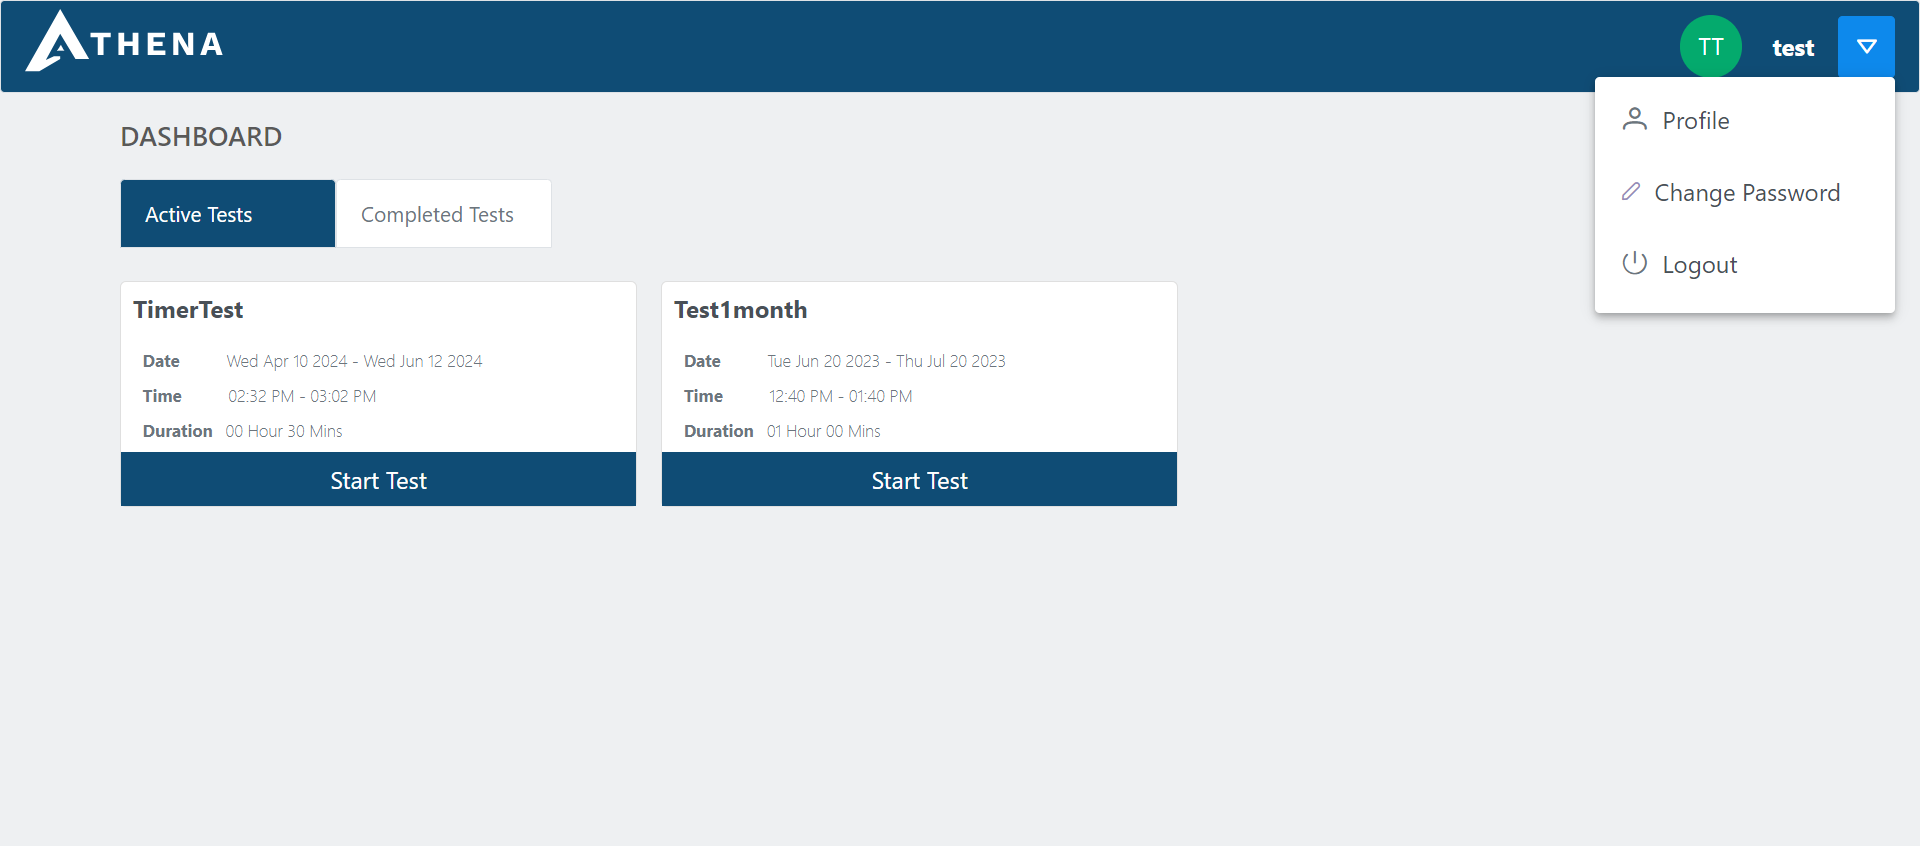 ATHENA
TT
test
Profile
Change Password
Logout
DASHBOARD
Active Tests
Completed Tests
TimerTest
Date Wed Apr 10 2024 - Wed Jun 12 2024
Time 02:32 PM - 03:02 PM
Duration 00 Hour 30 Mins
Start Test
Test1month
Date Tue Jun 20 2023 - Thu Jul 20 2023
Time 12:40 PM - 01:40 PM
Duration 01 Hour 00 Mins
Start Test